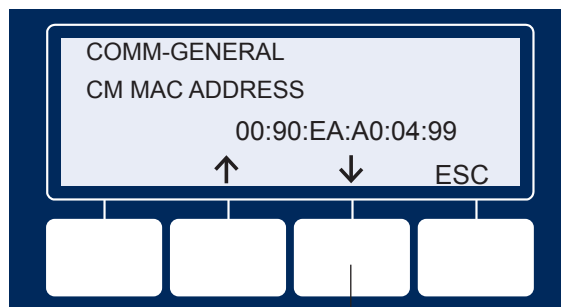 COMM-GENERAL
CM MAC ADDRESS
00:90:EA:A0:04:99
↑ ↓ ESC